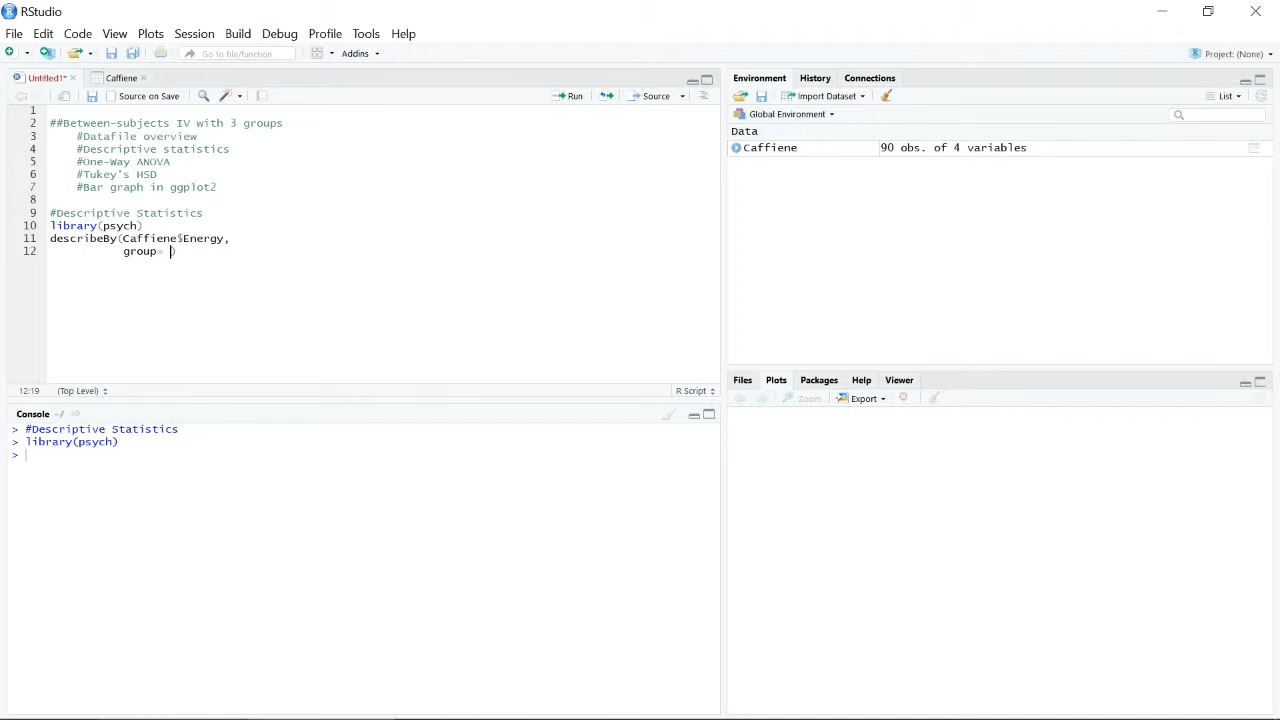 RStudio
File Edit Code View Plots Session Build Debug Profile Tools Help
Go to file/function Addins Project: (None)
Untitled1* Caffiene
Source on Save Run Source
1
2 ##Between-subjects IV with 3 groups
3 #Datafile overview
4 #Descriptive statistics
5 #One-Way ANOVA
6 #Tukey's HSD
7 #Bar graph in ggplot2
8
9 #Descriptive Statistics
10 library(psych)
11 describeBy(Caffiene$Energy,
12 group= )
12:19 (Top Level) R Script
Console ~/
> #Descriptive Statistics
> library(psych)
>
Environment History Connections
Import Dataset List
Global Environment
Data
Caffiene 90 obs. of 4 variables
Files Plots Packages Help Viewer
Zoom Export